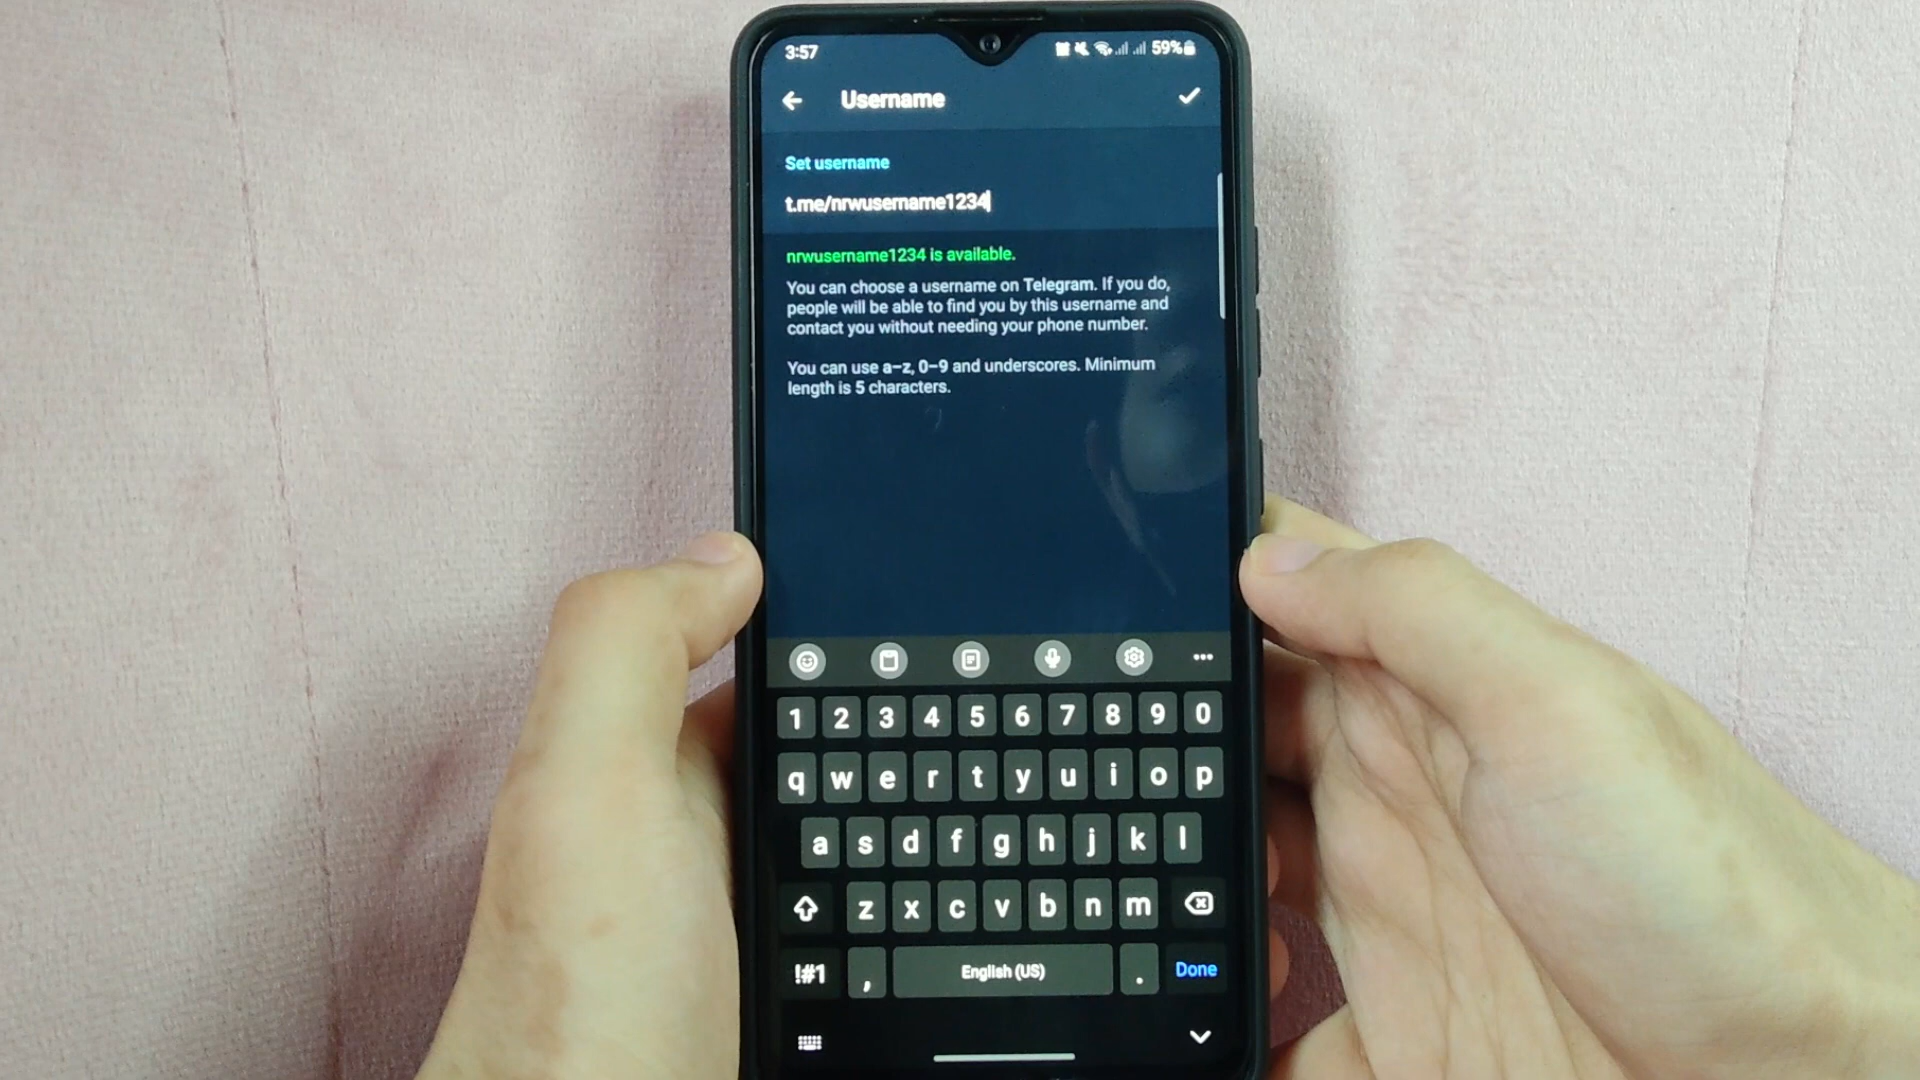 3:57
59%
Username
Set username
t.me/nrwusername1234
nrwusername1234 is available.
You can choose a username on Telegram. If you do,
people will be able to find you by this username and
contact you without needing your phone number.
You can use a–z, 0–9 and underscores. Minimum
length is 5 characters.
1 2 3 4 5 6 7 8 9 0
q w e r t y u i o p
a s d f g h j k l
z x c v b n m
!#1 , English (US) . Done